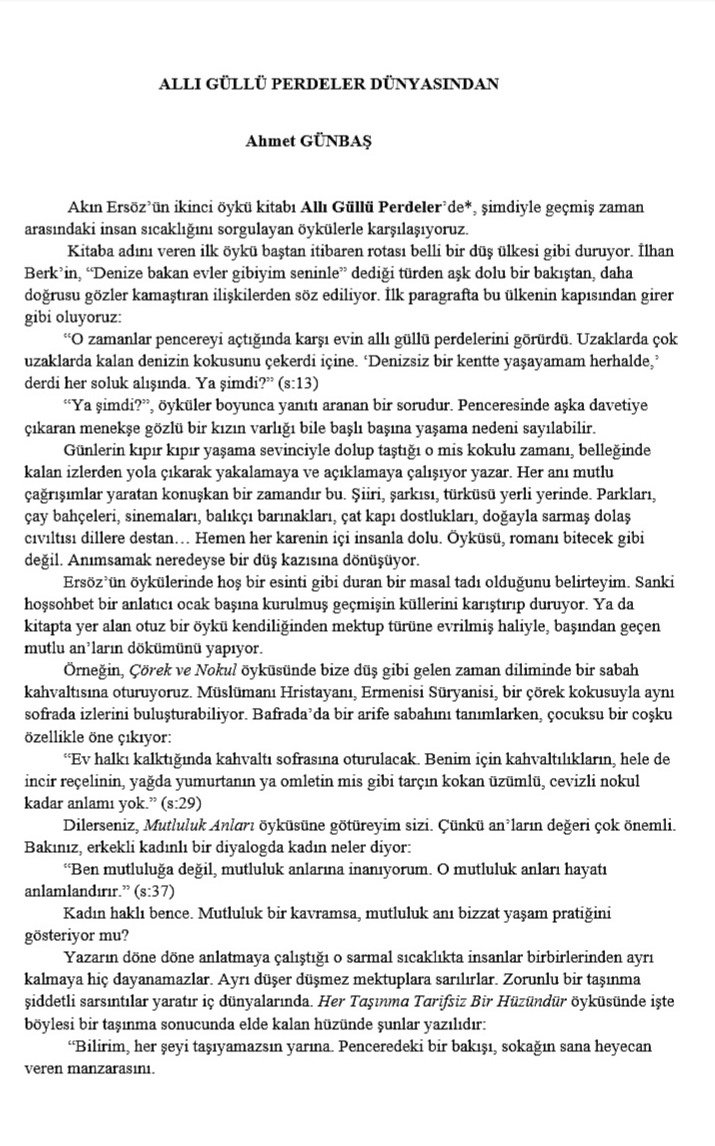 ALLI GÜLLÜ PERDELER DÜNYASINDAN
Ahmet GÜNBAŞ
Akın Ersöz’ün ikinci öykü kitabı Allı Güllü Perdeler’de*, şimdiyle geçmiş zaman
arasındaki insan sıcaklığını sorgulayan öykülerle karşılaşıyoruz.
Kitaba adını veren ilk öykü baştan itibaren rotası belli bir düş ülkesi gibi duruyor. İlhan
Berk’in, “Denize bakan evler gibiyim seninle” dediği türden aşk dolu bir bakıştan, daha
doğrusu gözler kamaştıran ilişkilerden söz ediliyor. İlk paragrafta bu ülkenin kapısından girer
gibi oluyoruz:
“O zamanlar pencereyi açtığında karşı evin allı güllü perdelerini görürdü. Uzaklarda çok
uzaklarda kalan denizin kokusunu çekerdi içine. ‘Denizsiz bir kentte yaşayamam herhalde,’
derdi her soluk alışında. Ya şimdi?” (s:13)
“Ya şimdi?”, öyküler boyunca yanıtı aranan bir sorudur. Penceresinde aşka davetiye
çıkaran menekşe gözlü bir kızın varlığı bile başlı başına yaşama nedeni sayılabilir.
Günlerin kıpır kıpır yaşama sevinciyle dolup taştığı o mis kokulu zamanı, belleğinde
kalan izlerden yola çıkarak yakalamaya ve açıklamaya çalışıyor yazar. Her anı mutlu
çağrışımlar yaratan konuşkan bir zamandır bu. Şiiri, şarkısı, türküsü yerli yerinde. Parkları,
çay bahçeleri, sinemaları, balıkçı barınakları, çat kapı dostlukları, doğayla sarmaş dolaş
cıvıltısı dillere destan… Hemen her karenin içi insanla dolu. Öyküsü, romanı bitecek gibi
değil. Anımsamak neredeyse bir düş kazısına dönüşüyor.
Ersöz’ün öykülerinde hoş bir esinti gibi duran bir masal tadı olduğunu belirteyim. Sanki
hoşsohbet bir anlatıcı ocak başına kurulmuş geçmişin küllerini karıştırıp duruyor. Ya da
kitapta yer alan otuz bir öykü kendiliğinden mektup türüne evrilmiş haliyle, başından geçen
mutlu an’ların dökümünü yapıyor.
Örneğin, Çörek ve Nokul öyküsünde bize düş gibi gelen zaman diliminde bir sabah
kahvaltısına oturuyoruz. Müslümanı Hristayanı, Ermenisi Süryanisi, bir çörek kokusuyla aynı
sofrada izlerini buluşturabiliyor. Bafrada’da bir arife sabahını tanımlarken, çocuksu bir coşku
özellikle öne çıkıyor:
“Ev halkı kalktığında kahvaltı sofrasına oturulacak. Benim için kahvaltılıkların, hele de
incir reçelinin, yağda yumurtanın ya omletin mis gibi tarçın kokan üzümlü, cevizli nokul
kadar anlamı yok.” (s:29)
Dilerseniz, Mutluluk Anları öyküsüne götüreyim sizi. Çünkü an’ların değeri çok önemli.
Bakınız, erkekli kadınlı bir diyalogda kadın neler diyor:
“Ben mutluluğa değil, mutluluk anlarına inanıyorum. O mutluluk anları hayatı
anlamlandırır.” (s:37)
Kadın haklı bence. Mutluluk bir kavramsa, mutluluk anı bizzat yaşam pratiğini
gösteriyor mu?
Yazarın döne döne anlatmaya çalıştığı o sarmal sıcaklıkta insanlar birbirlerinden ayrı
kalmaya hiç dayanamazlar. Ayrı düşer düşmez mektuplara sarılırlar. Zorunlu bir taşınma
şiddetli sarsıntılar yaratır iç dünyalarında. Her Taşınma Tarifsiz Bir Hüzündür öyküsünde işte
böylesi bir taşınma sonucunda elde kalan hüzünde şunlar yazılıdır:
“Bilirim, her şeyi taşıyamazsın yarına. Penceredeki bir bakışı, sokağın sana heyecan
veren manzarasını.